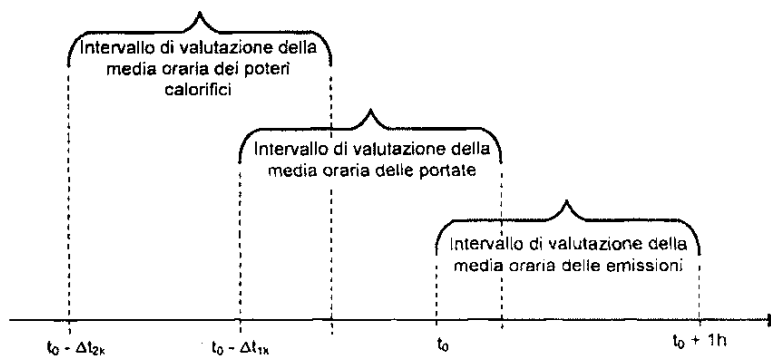 Intervallo di valutazione della
media oraria dei poteri
calorifici
Intervallo di valutazione della
media oraria delle portate
Intervallo di valutazione della
media oraria delle emissioni
t₀ - Δt₂ₖ
t₀ - Δt₁ₖ
t₀
t₀ + 1h